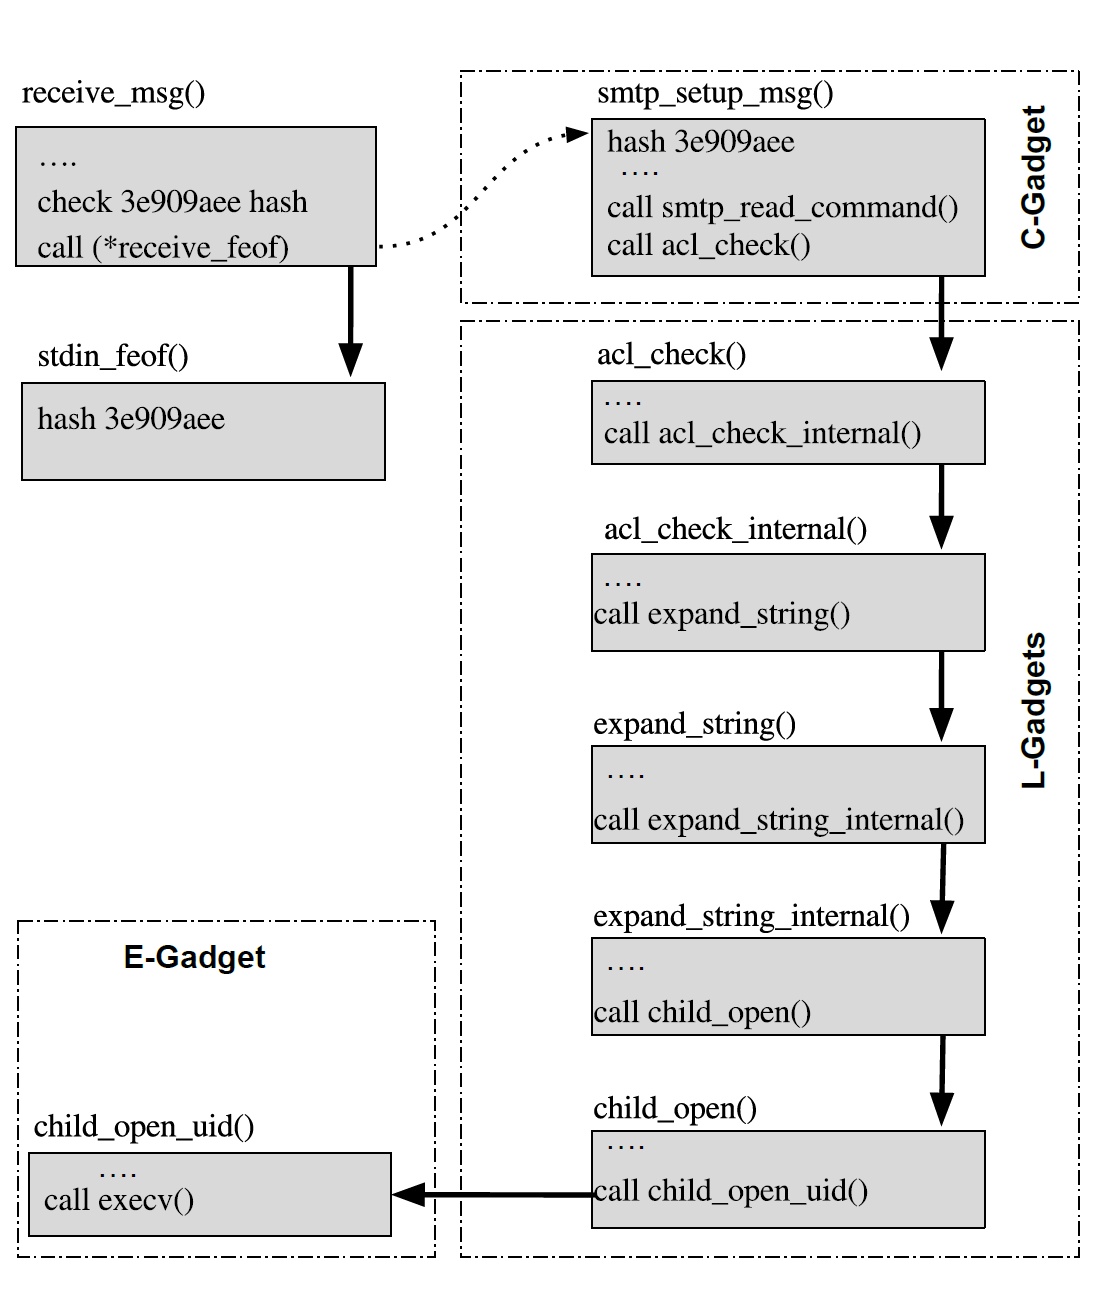 receive_msg()
....
check 3e909aee hash
call (*receive_feof)
stdin_feof()
hash 3e909aee
smtp_setup_msg()
hash 3e909aee
....
call smtp_read_command()
call acl_check()
C-Gadget
acl_check()
....
call acl_check_internal()
acl_check_internal()
....
call expand_string()
expand_string()
....
call expand_string_internal()
expand_string_internal()
....
call child_open()
child_open()
....
call child_open_uid()
L-Gadgets
E-Gadget
child_open_uid()
....
call execv()